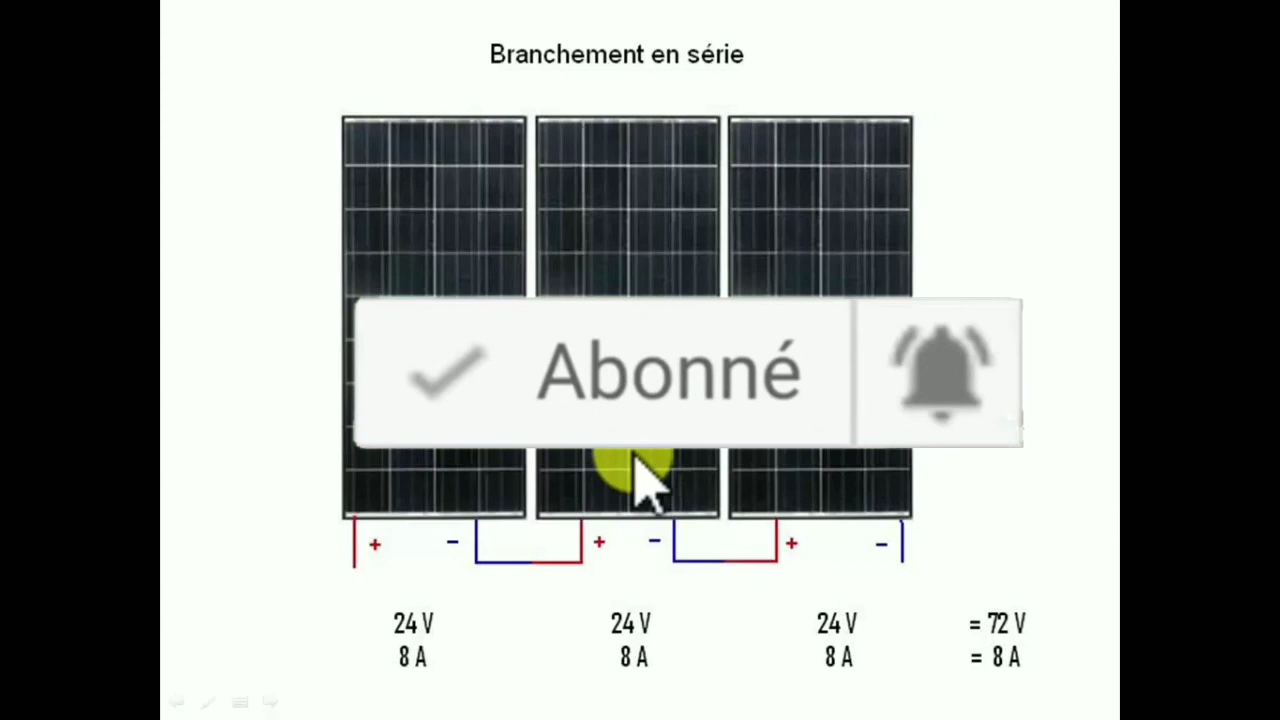 Branchement en série
Abonné
+ − + − + −
24 V 24 V 24 V = 72 V
8 A 8 A 8 A = 8 A